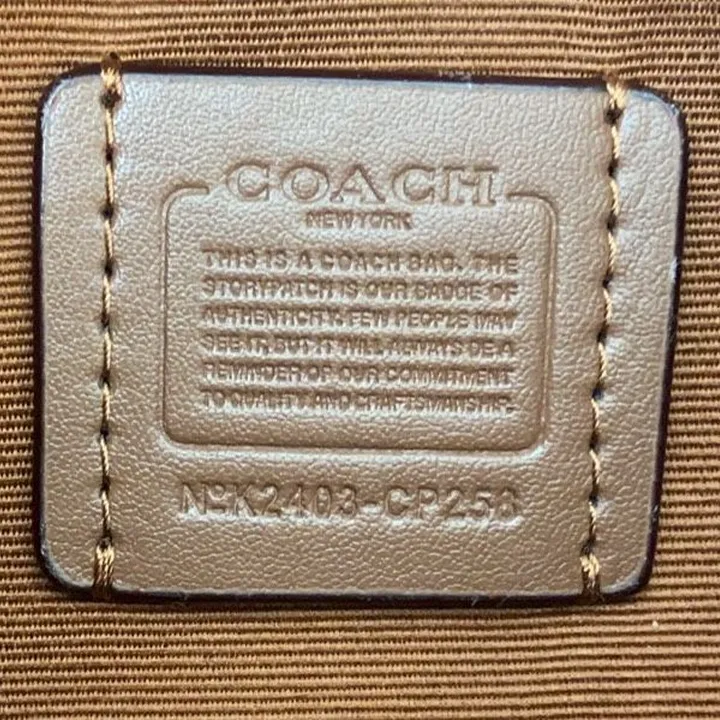 COACH
NEW YORK
THIS IS A COACH BAG. THE
STORYPATCH IS OUR BADGE OF
AUTHENTICITY. FEW PEOPLE MAY
SEE IT, BUT IT WILL ALWAYS BE A
REMINDER OF OUR COMMITMENT
TO QUALITY AND CRAFTSMANSHIP.
NºK2403-CP258